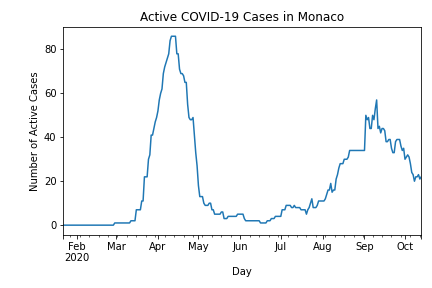 Active COVID-19 Cases in Monaco
Number of Active Cases
80
60
40
20
0
Feb Mar Apr May Jun Jul Aug Sep Oct
2020
Day